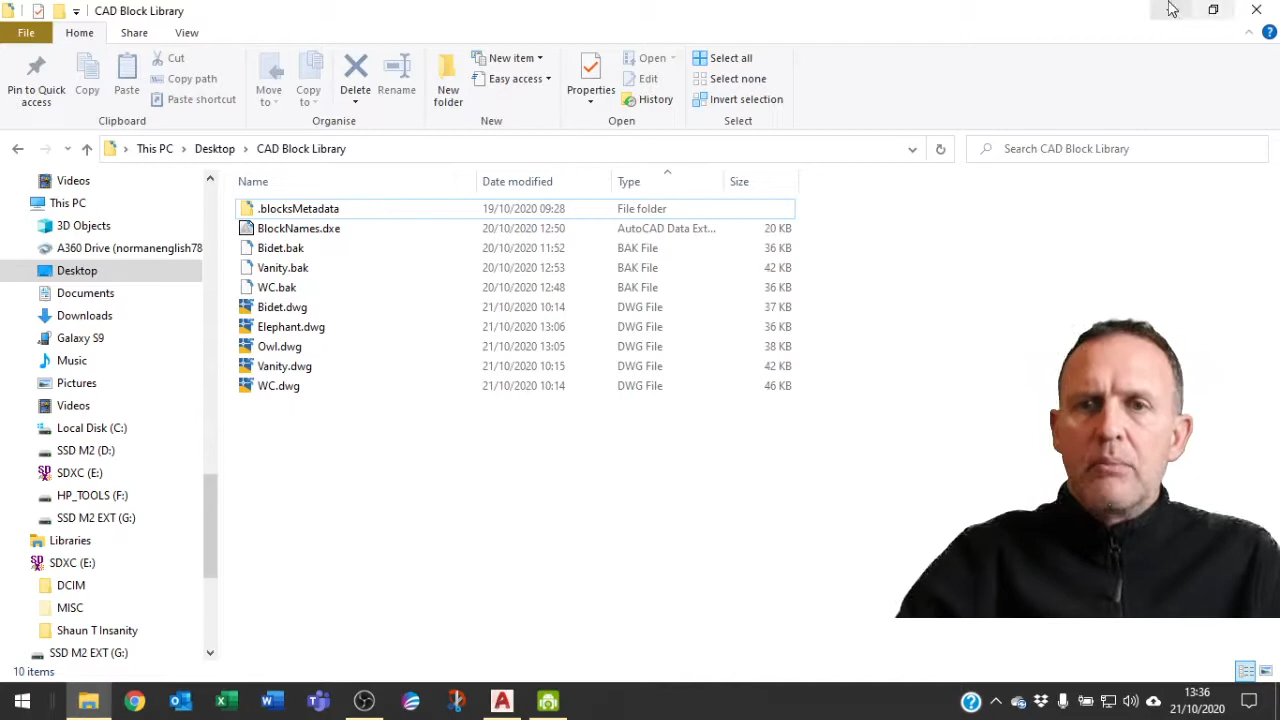 CAD Block Library
File Home Share View
Pin to Quick access
Copy
Paste
Cut
Copy path
Paste shortcut
Clipboard
Move to
Copy to
Delete
Rename
Organise
New folder
New item
Easy access
New
Properties
Open
Edit
History
Open
Select all
Select none
Invert selection
Select
This PC > Desktop > CAD Block Library
Search CAD Block Library
Videos
This PC
3D Objects
A360 Drive (normanenglish78
Desktop
Documents
Downloads
Galaxy S9
Music
Pictures
Videos
Local Disk (C:)
SSD M2 (D:)
SDXC (E:)
HP_TOOLS (F:)
SSD M2 EXT (G:)
Libraries
SDXC (E:)
DCIM
MISC
Shaun T Insanity
SSD M2 EXT (G:)
Name Date modified Type Size
.blocksMetadata 19/10/2020 09:28 File folder
BlockNames.dxe 20/10/2020 12:50 AutoCAD Data Ext... 20 KB
Bidet.bak 20/10/2020 11:52 BAK File 36 KB
Vanity.bak 20/10/2020 12:53 BAK File 42 KB
WC.bak 20/10/2020 12:48 BAK File 36 KB
Bidet.dwg 21/10/2020 10:14 DWG File 37 KB
Elephant.dwg 21/10/2020 13:06 DWG File 36 KB
Owl.dwg 21/10/2020 13:05 DWG File 38 KB
Vanity.dwg 21/10/2020 10:15 DWG File 42 KB
WC.dwg 21/10/2020 10:14 DWG File 46 KB
10 items
13:36
21/10/2020